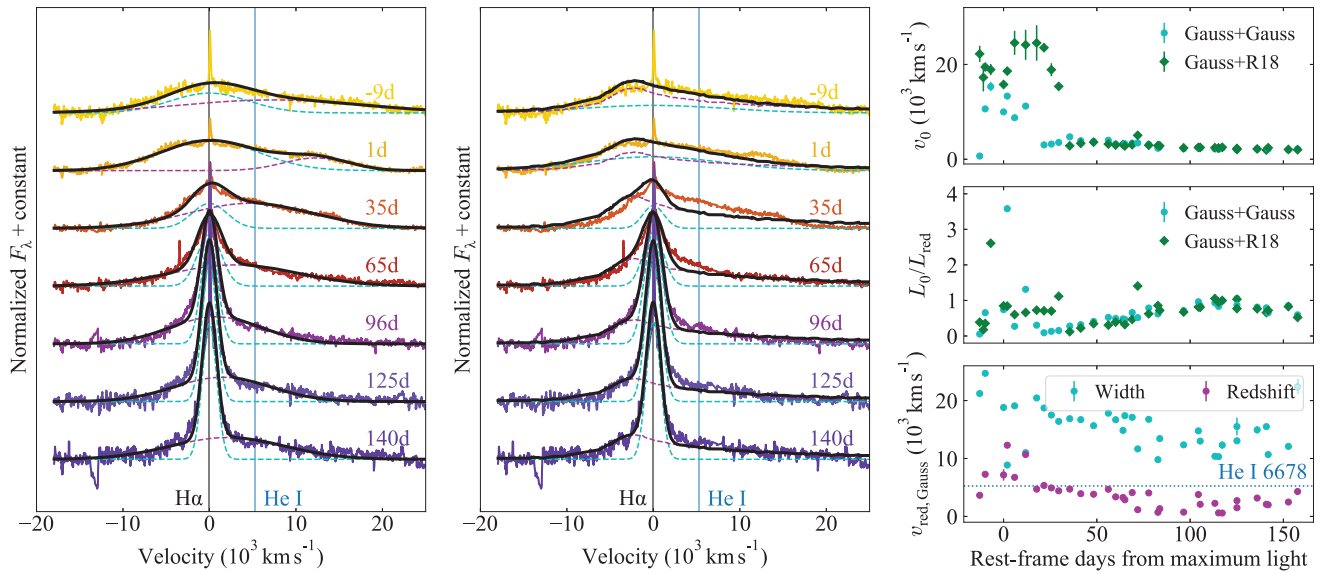 -9d
1d
35d
65d
96d
125d
140d
Hα
He I
−20
−10
0
10
20
Velocity (10³ km s⁻¹)
Normalized Fλ + constant
-9d
1d
35d
65d
96d
125d
140d
Hα
He I
−20
−10
0
10
20
Velocity (10³ km s⁻¹)
Normalized Fλ + constant
Gauss+Gauss
Gauss+R18
20
0
v₀ (10³ km s⁻¹)
Gauss+Gauss
Gauss+R18
4
3
2
1
0
L₀/L_red
Width
Redshift
He I 6678
20
10
0
v_red,Gauss (10³ km s⁻¹)
0
50
100
150
Rest-frame days from maximum light